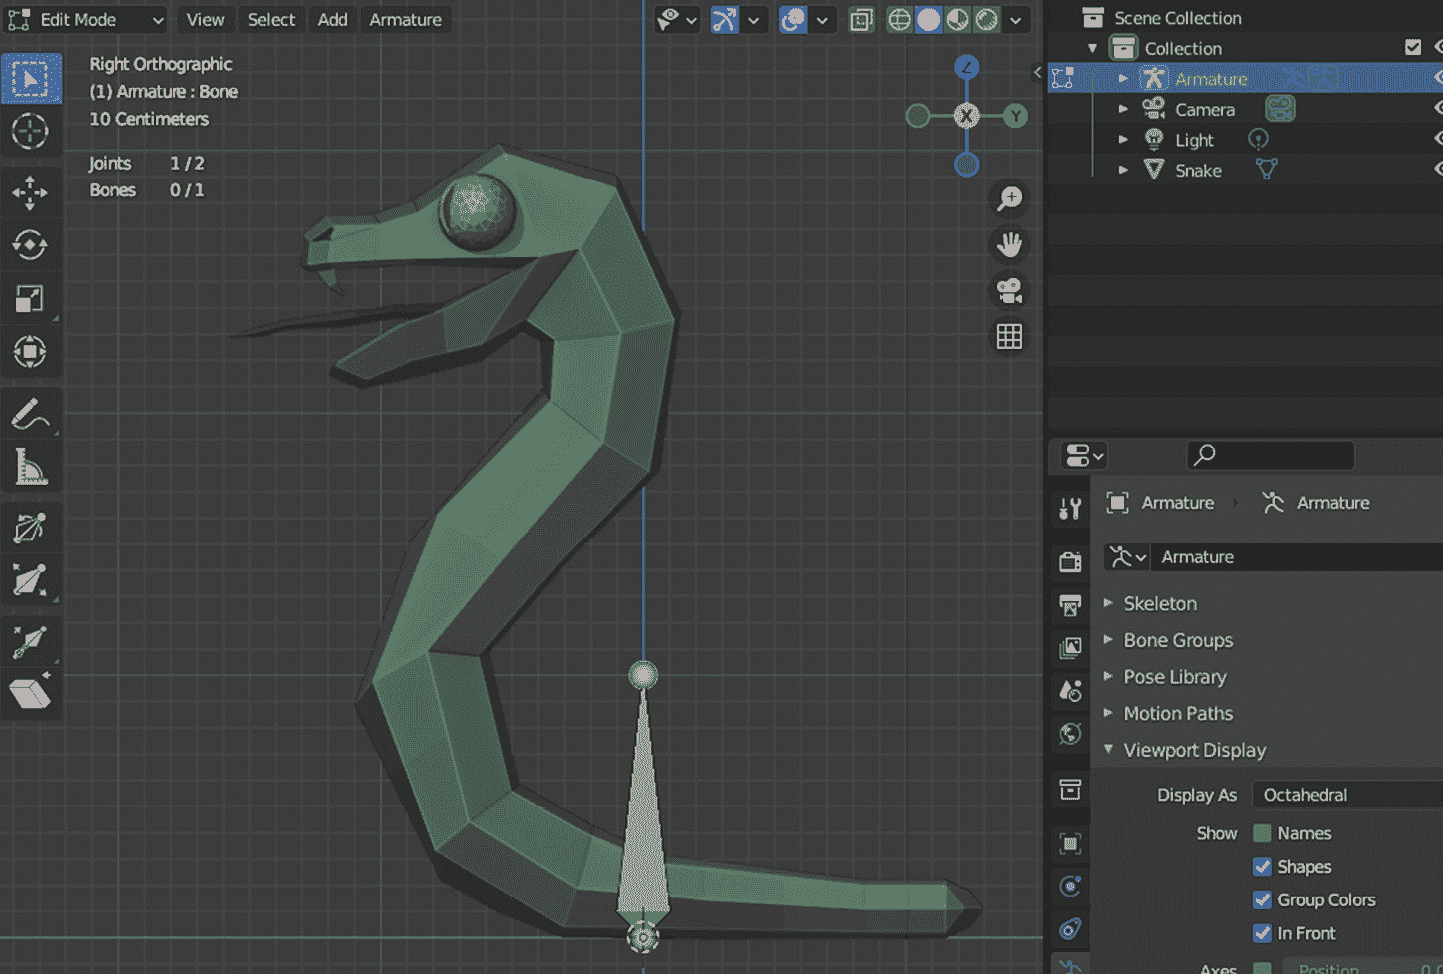 Edit Mode View Select Add Armature
Right Orthographic
(1) Armature : Bone
10 Centimeters
Joints 1 / 2
Bones 0 / 1
Z
X
Y
Scene Collection
Collection
Armature
Camera
Light
Snake
Armature Armature
Armature
Skeleton
Bone Groups
Pose Library
Motion Paths
Viewport Display
Display As Octahedral
Show Names
Shapes
Group Colors
In Front
Axes Position